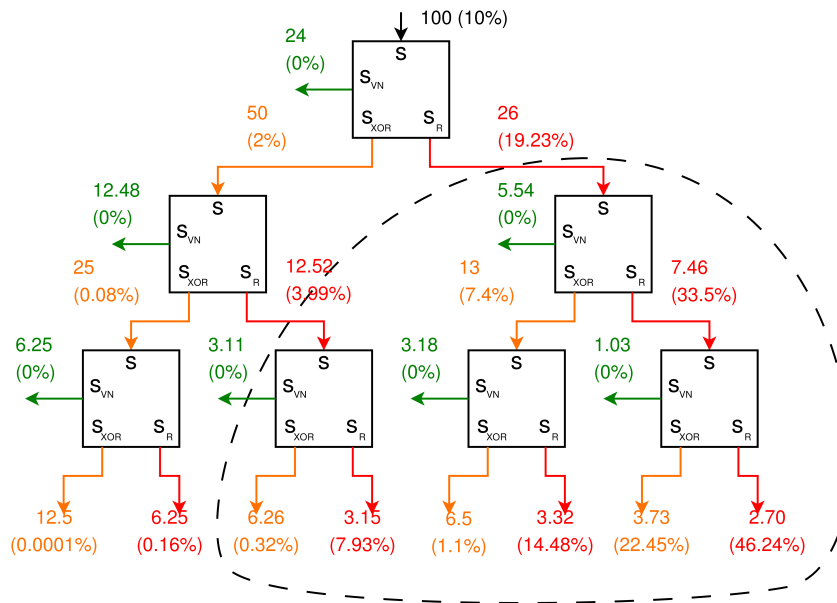 100 (10%)
24
(0%)
S
S_VN
S_XOR
S_R
50
(2%)
26
(19.23%)
12.48
(0%)
S
S_VN
S_XOR
S_R
5.54
(0%)
S
S_VN
S_XOR
S_R
25
(0.08%)
12.52
(3.99%)
13
(7.4%)
7.46
(33.5%)
6.25
(0%)
S
S_VN
S_XOR
S_R
3.11
(0%)
S
S_VN
S_XOR
S_R
3.18
(0%)
S
S_VN
S_XOR
S_R
1.03
(0%)
S
S_VN
S_XOR
S_R
12.5
(0.0001%)
6.25
(0.16%)
6.26
(0.32%)
3.15
(7.93%)
6.5
(1.1%)
3.32
(14.48%)
3.73
(22.45%)
2.70
(46.24%)